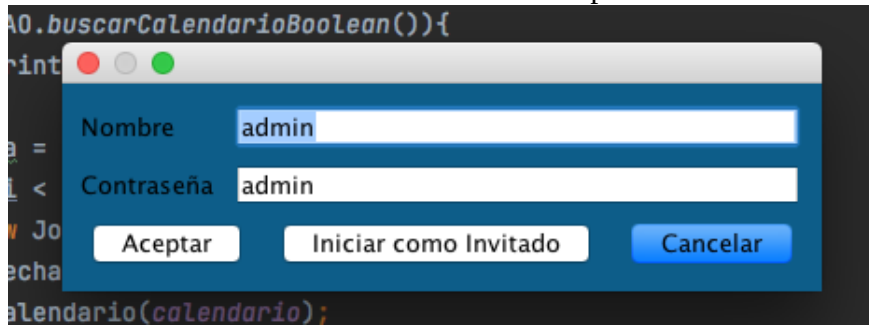 AO.buscarCalendarioBoolean()){
rint
Nombre admin
a =
Contraseña admin
i <
w Jo
Aceptar Iniciar como Invitado Cancelar
echa
alendario(calendario);